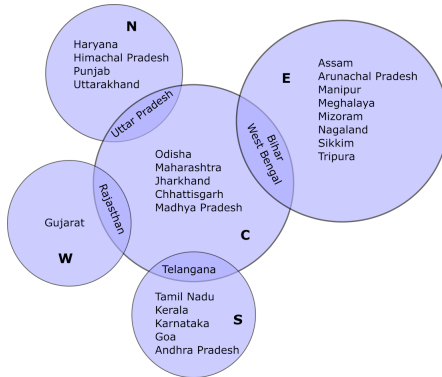 N
Haryana
Himachal Pradesh
Punjab
Uttarakhand
Uttar Pradesh
E
Assam
Arunachal Pradesh
Manipur
Meghalaya
Mizoram
Nagaland
Sikkim
Tripura
Bihar
West Bengal
Odisha
Maharashtra
Jharkhand
Chhattisgarh
Madhya Pradesh
C
Rajasthan
Gujarat
W
Telangana
Tamil Nadu
Kerala
Karnataka
Goa
Andhra Pradesh
S